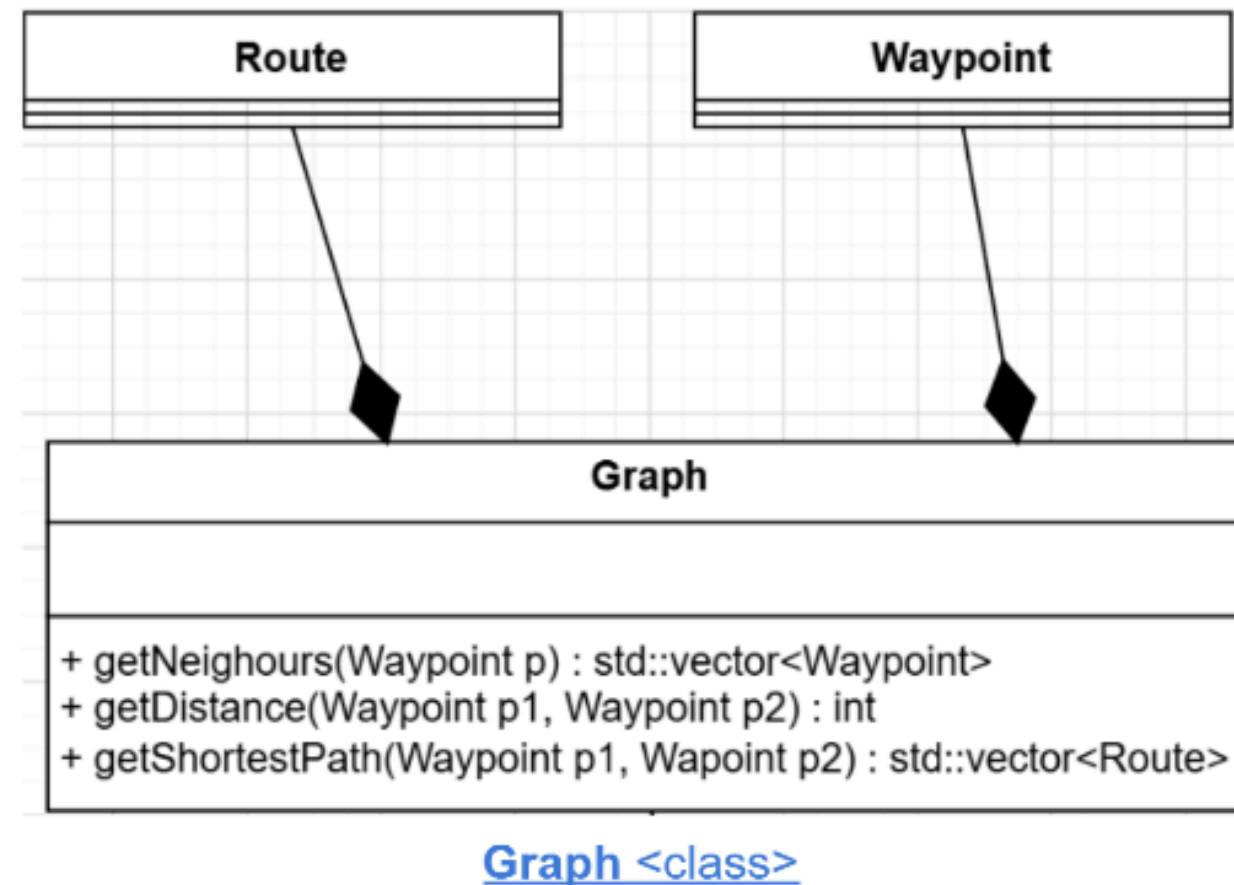 Route
Waypoint
Graph
+ getNeighours(Waypoint p) : std::vector<Waypoint>
+ getDistance(Waypoint p1, Waypoint p2) : int
+ getShortestPath(Waypoint p1, Wapoint p2) : std::vector<Route>
Graph <class>